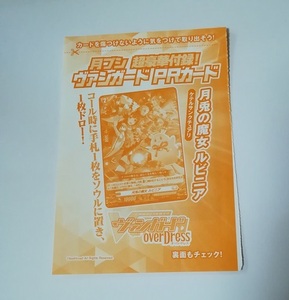 カードを傷つけないように気をつけて取り出そう!
月ブシ 超豪華付録!
ヴァンガード PRカード
月兎の魔女 ルピニア
コール時に手札1枚をソウルに置き、
1枚ドロー!
ヴァンガード
overDress
裏面もチェック!